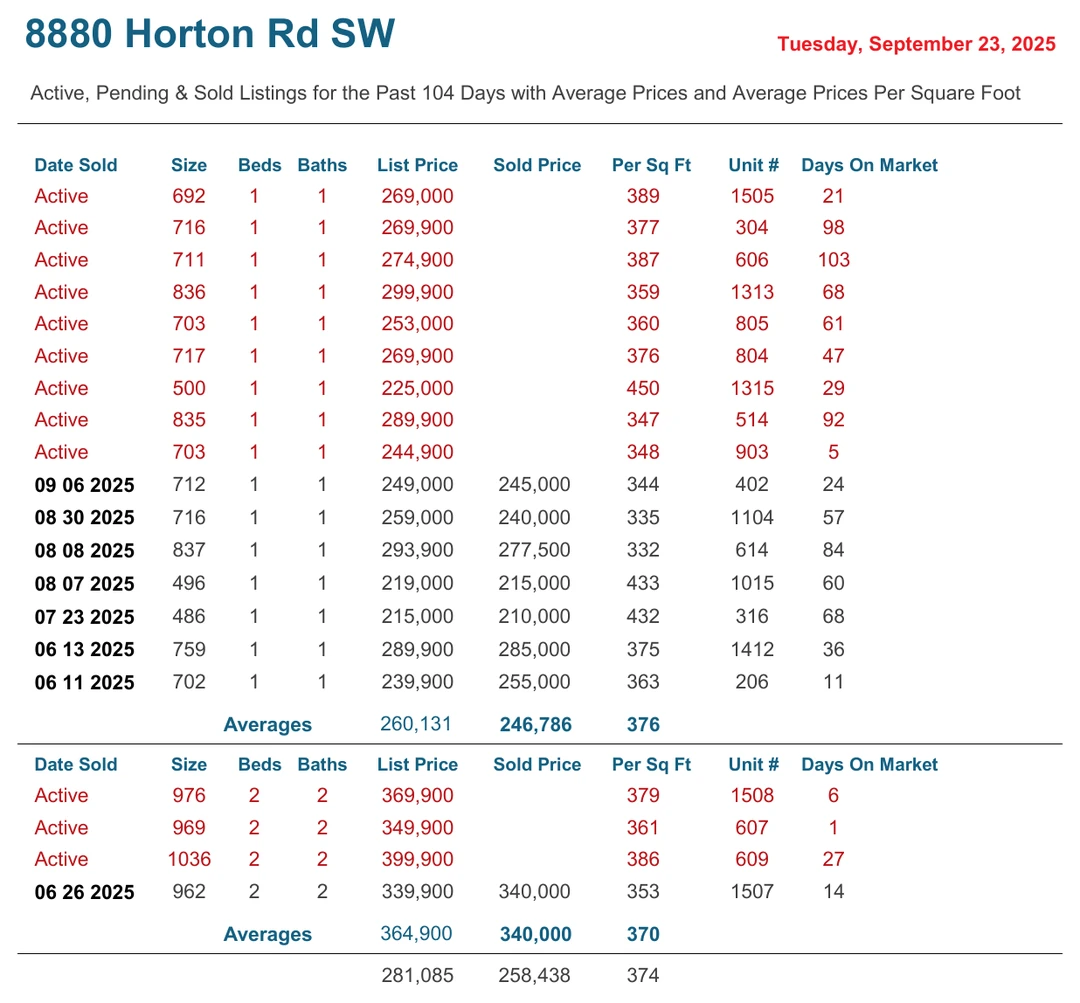 8880 Horton Rd SW
Tuesday, September 23, 2025
Active, Pending & Sold Listings for the Past 104 Days with Average Prices and Average Prices Per Square Foot
Date Sold Size Beds Baths List Price Sold Price Per Sq Ft Unit # Days On Market
Active 692 1 1 269,000 389 1505 21
Active 716 1 1 269,900 377 304 98
Active 711 1 1 274,900 387 606 103
Active 836 1 1 299,900 359 1313 68
Active 703 1 1 253,000 360 805 61
Active 717 1 1 269,900 376 804 47
Active 500 1 1 225,000 450 1315 29
Active 835 1 1 289,900 347 514 92
Active 703 1 1 244,900 348 903 5
09 06 2025 712 1 1 249,000 245,000 344 402 24
08 30 2025 716 1 1 259,000 240,000 335 1104 57
08 08 2025 837 1 1 293,900 277,500 332 614 84
08 07 2025 496 1 1 219,000 215,000 433 1015 60
07 23 2025 486 1 1 215,000 210,000 432 316 68
06 13 2025 759 1 1 289,900 285,000 375 1412 36
06 11 2025 702 1 1 239,900 255,000 363 206 11
Averages 260,131 246,786 376
Date Sold Size Beds Baths List Price Sold Price Per Sq Ft Unit # Days On Market
Active 976 2 2 369,900 379 1508 6
Active 969 2 2 349,900 361 607 1
Active 1036 2 2 399,900 386 609 27
06 26 2025 962 2 2 339,900 340,000 353 1507 14
Averages 364,900 340,000 370
281,085 258,438 374